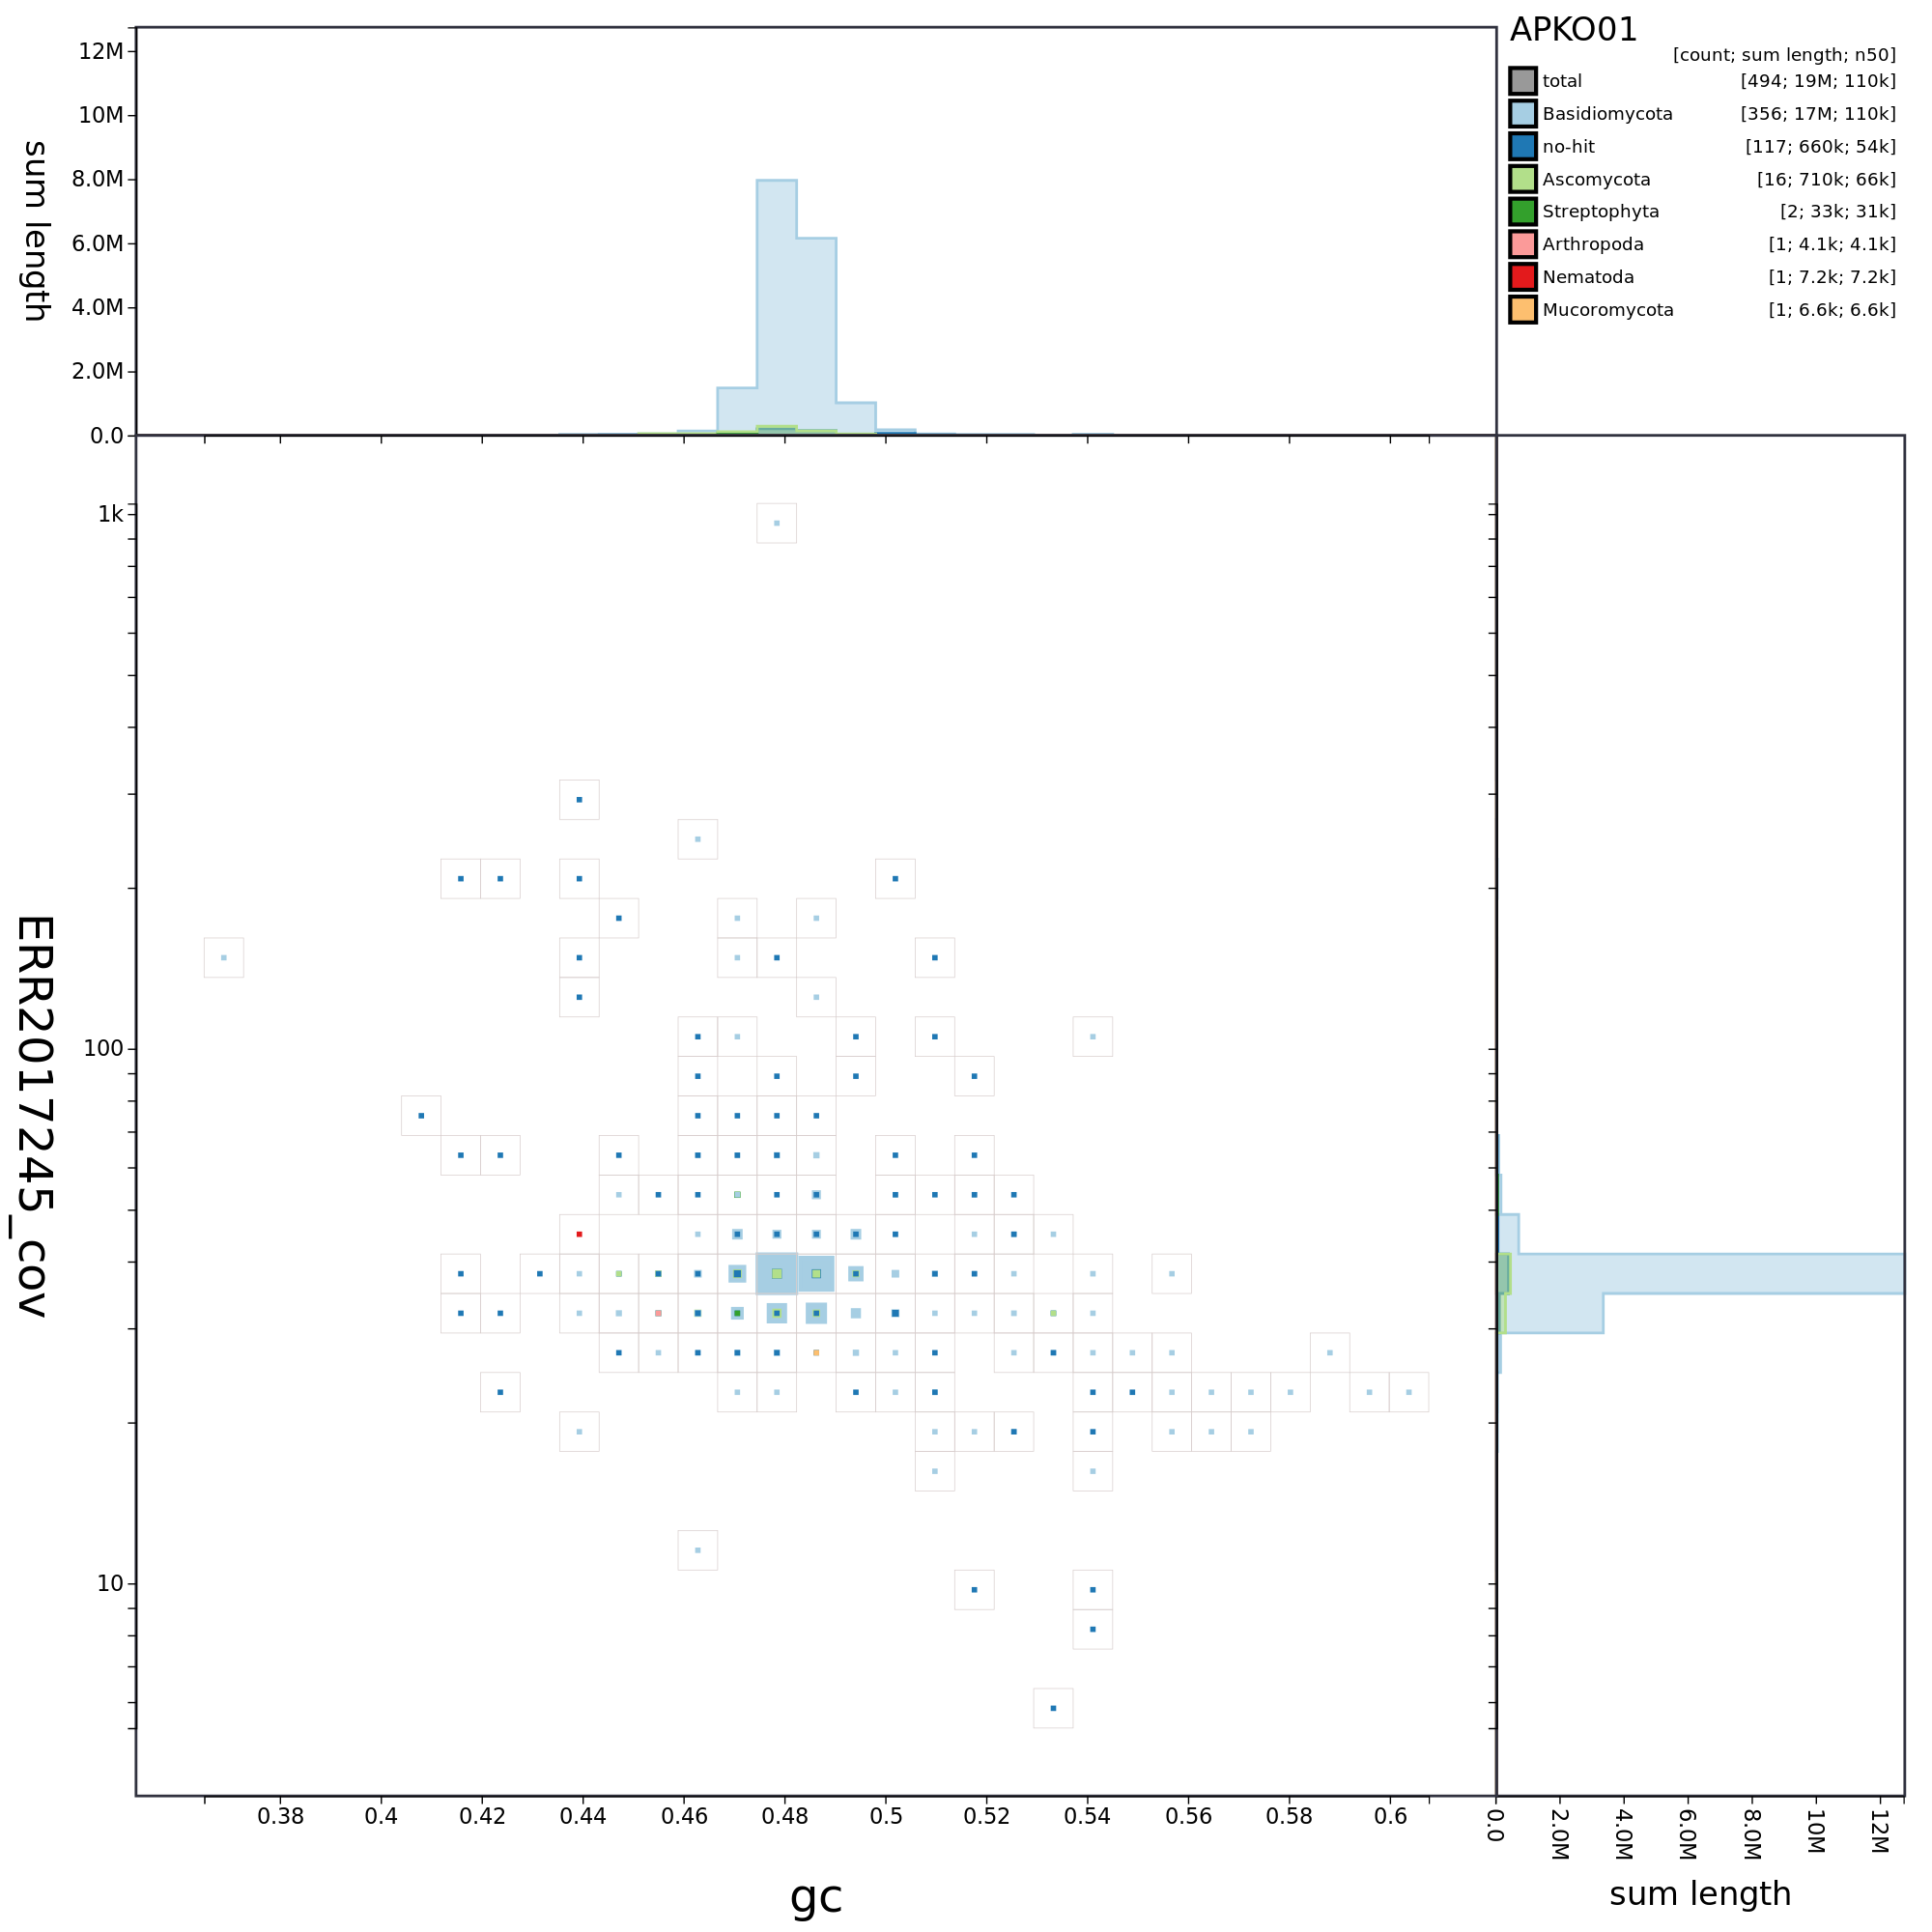 APKO01
[count; sum length; n50]
total [494; 19M; 110k]
Basidiomycota [356; 17M; 110k]
no-hit [117; 660k; 54k]
Ascomycota [16; 710k; 66k]
Streptophyta [2; 33k; 31k]
Arthropoda [1; 4.1k; 4.1k]
Nematoda [1; 7.2k; 7.2k]
Mucoromycota [1; 6.6k; 6.6k]
sum length
12M
10M
8.0M
6.0M
4.0M
2.0M
0.0
ERR2017245_cov
1k
100
10
0.38 0.4 0.42 0.44 0.46 0.48 0.5 0.52 0.54 0.56 0.58 0.6
gc
0.0 2.0M 4.0M 6.0M 8.0M 10M 12M
sum length